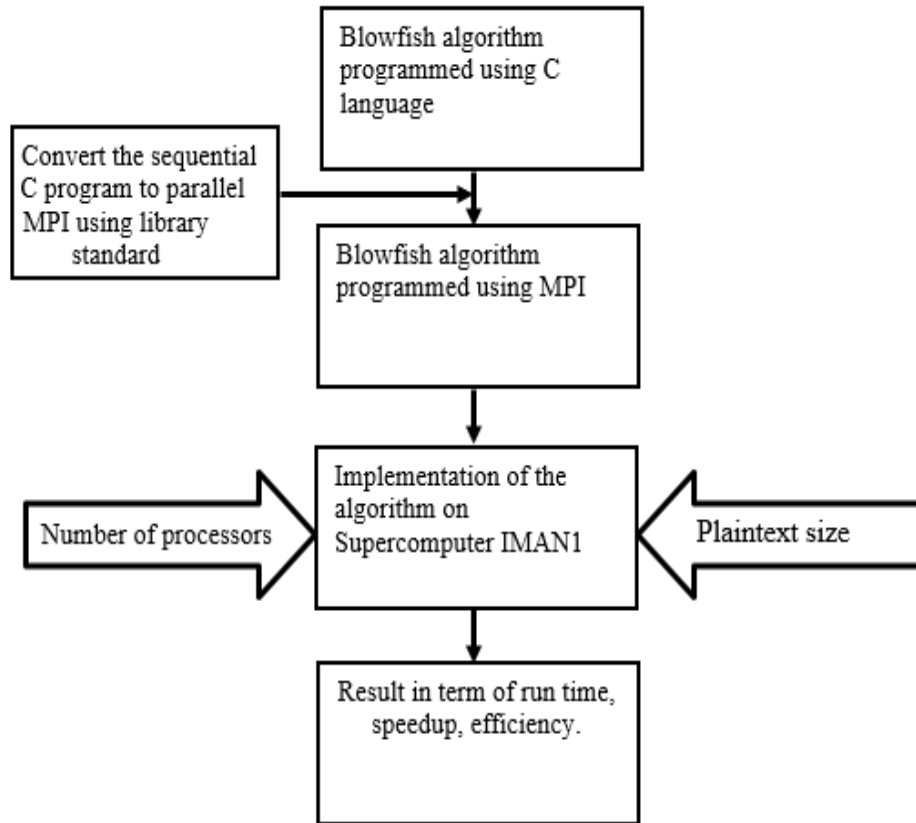 Blowfish algorithm
programmed using C
language
Convert the sequential
C program to parallel
MPI using library
standard
Blowfish algorithm
programmed using MPI
Implementation of the
algorithm on
Supercomputer IMAN1
Number of processors
Plaintext size
Result in term of run time,
speedup, efficiency.